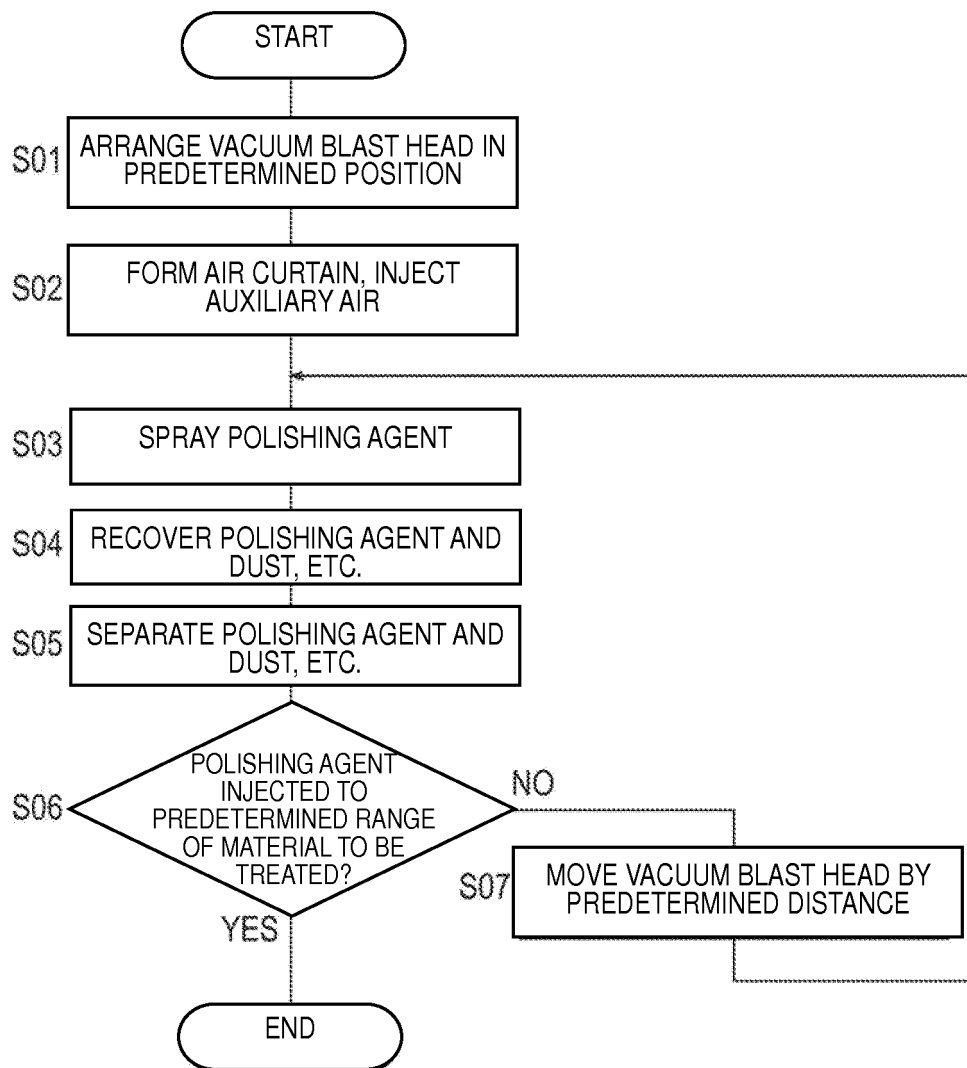 START
S01
ARRANGE VACUUM BLAST HEAD IN
PREDETERMINED POSITION
S02
FORM AIR CURTAIN, INJECT
AUXILIARY AIR
S03
SPRAY POLISHING AGENT
S04
RECOVER POLISHING AGENT AND
DUST, ETC.
S05
SEPARATE POLISHING AGENT AND
DUST, ETC.
S06
POLISHING AGENT
INJECTED TO
PREDETERMINED RANGE
OF MATERIAL TO BE
TREATED?
NO
S07
MOVE VACUUM BLAST HEAD BY
PREDETERMINED DISTANCE
YES
END